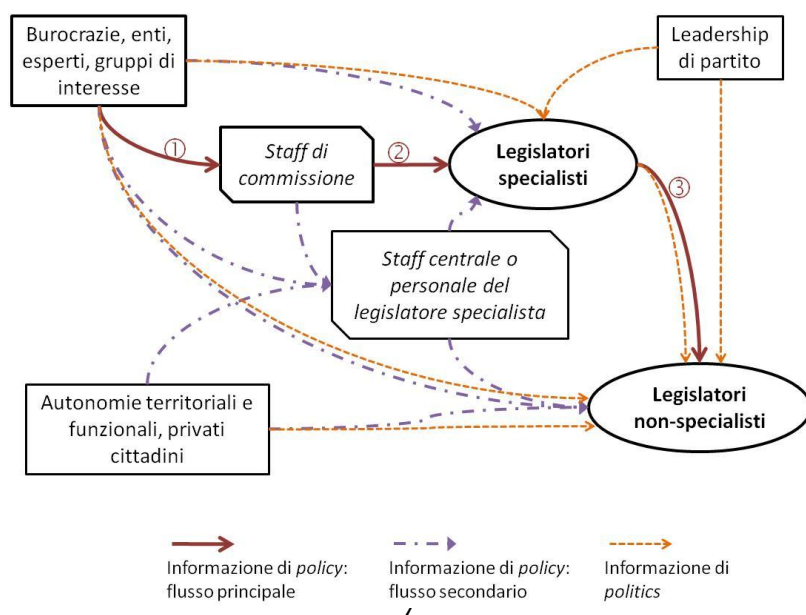 Burocrazie, enti,
esperti, gruppi di
interesse
Leadership
di partito
①
Staff di
commissione
②
Legislatori
specialisti
③
Staff centrale o
personale del
legislatore specialista
Autonomie territoriali e
funzionali, privati
cittadini
Legislatori
non-specialisti
Informazione di policy:
flusso principale
Informazione di policy:
flusso secondario
Informazione di
politics